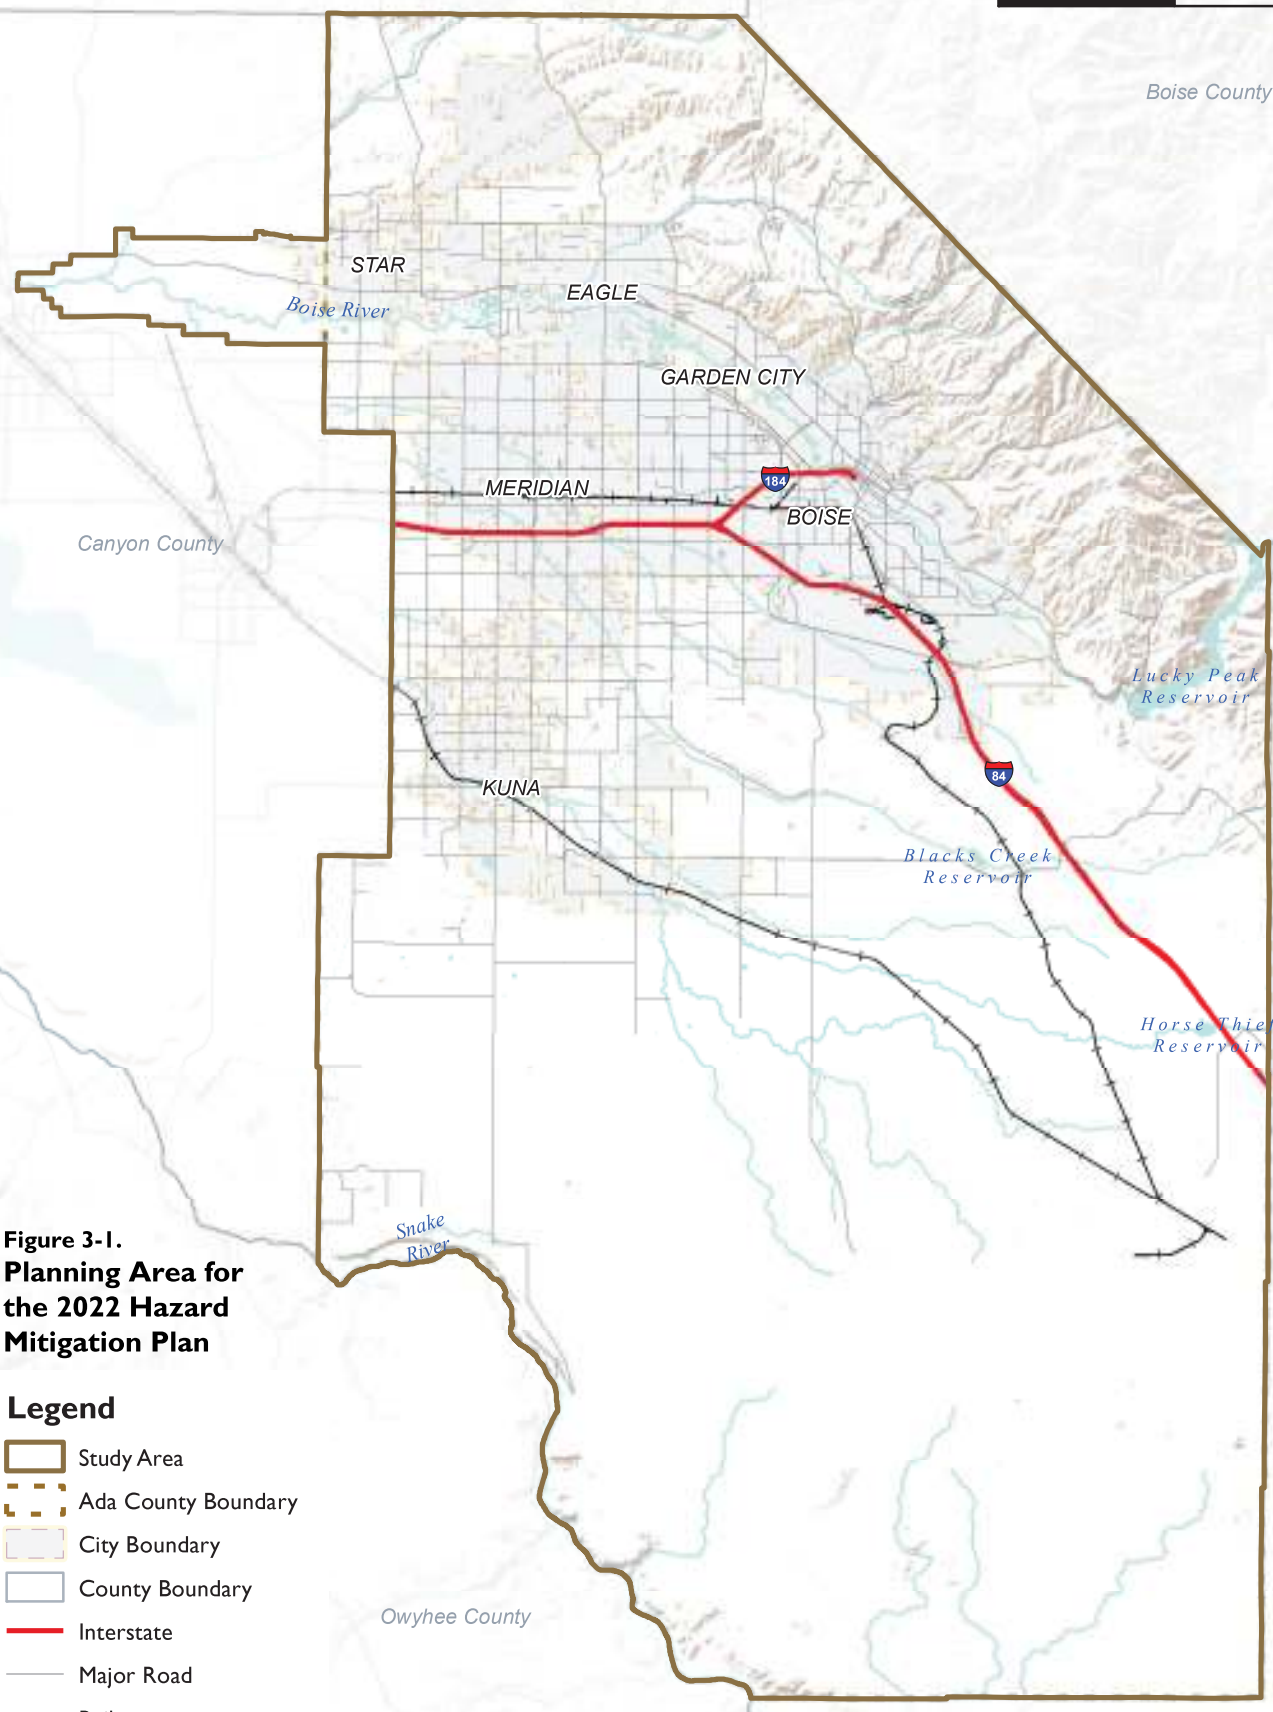 Boise County
STAR
EAGLE
Boise River
GARDEN CITY
184
MERIDIAN
BOISE
Canyon County
Lucky Peak
Reservoir
84
KUNA
Blacks Creek
Reservoir
Horse Thief
Reservoir
Snake
River
Figure 3-1.
Planning Area for
the 2022 Hazard
Mitigation Plan
Legend
Study Area
Ada County Boundary
City Boundary
County Boundary
Owyhee County
Interstate
Major Road